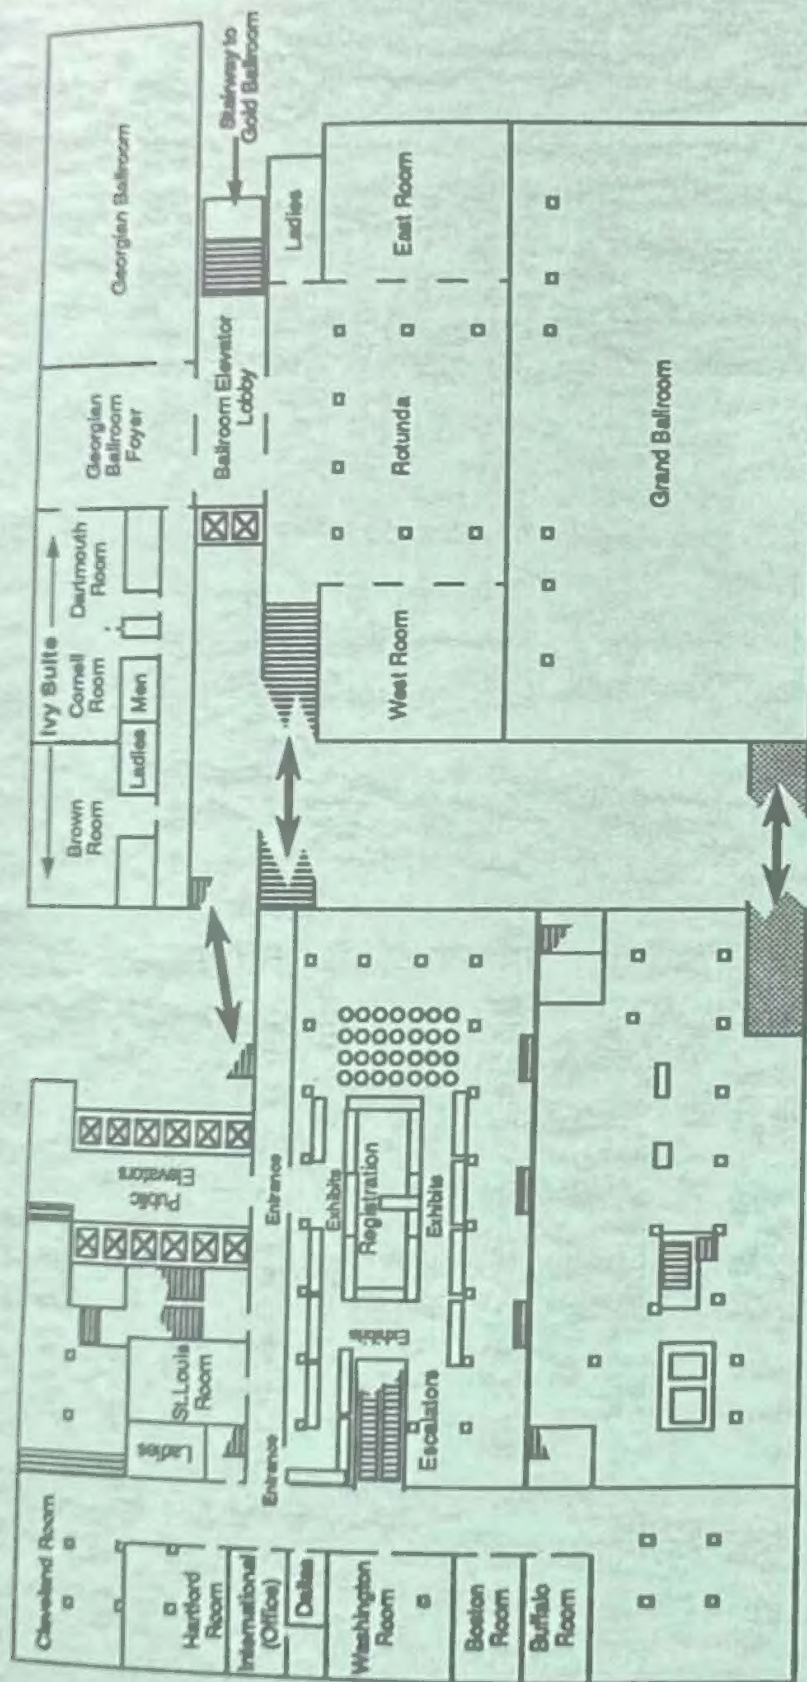 Georgian Ballroom
Stairway to
Gold Ballroom
Ladies
East Room
Georgian
Ballroom
Foyer
Ballroom Elevator
Lobby
Rotunda
Grand Ballroom
Ivy Suite
Dartmouth
Room
Cornell
Room
Men
Ladies
Brown
Room
West Room
Public
Elevators
Entrance
Exhibits
Registration
Exhibits
Exhibits
St. Louis
Room
Ladies
Entrance
Escalators
Cleveland Room
Hartford
Room
International
(Office)
Dallas
Washington
Room
Boston
Room
Buffalo
Room